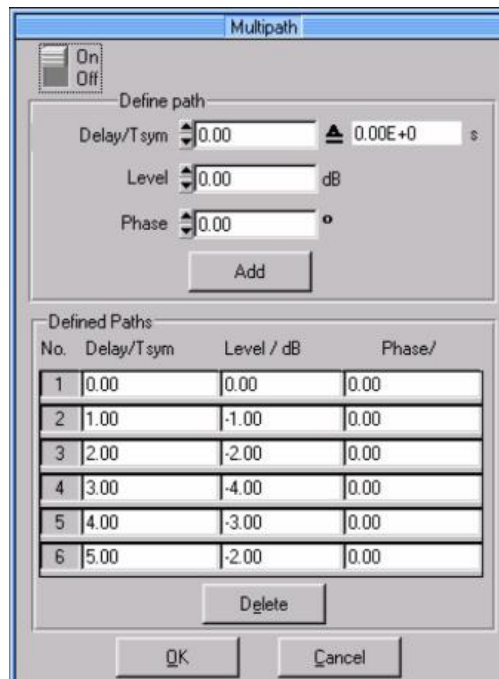 Multipath
On
Off
Define path
Delay/Tsym 0.00 ≙ 0.00E+0 s
Level 0.00 dB
Phase 0.00 °
Add
Defined Paths
No. Delay/Tsym Level / dB Phase/
1 0.00 0.00 0.00
2 1.00 -1.00 0.00
3 2.00 -2.00 0.00
4 3.00 -4.00 0.00
5 4.00 -3.00 0.00
6 5.00 -2.00 0.00
Delete
OK Cancel